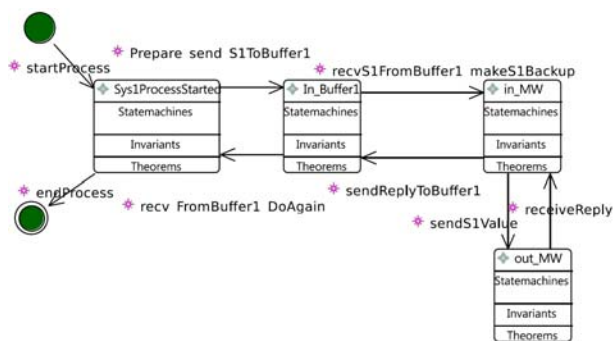 Prepare send S1ToBuffer1
startProcess
recvS1FromBuffer1 makeS1Backup
Sys1ProcessStarted
Statemachines
Invariants
Theorems
In_Buffer1
Statemachines
Invariants
Theorems
in_MW
Statemachines
Invariants
Theorems
endProcess
recv FromBuffer1 DoAgain
sendReplyToBuffer1
sendS1Value
receiveReply
out_MW
Statemachines
Invariants
Theorems